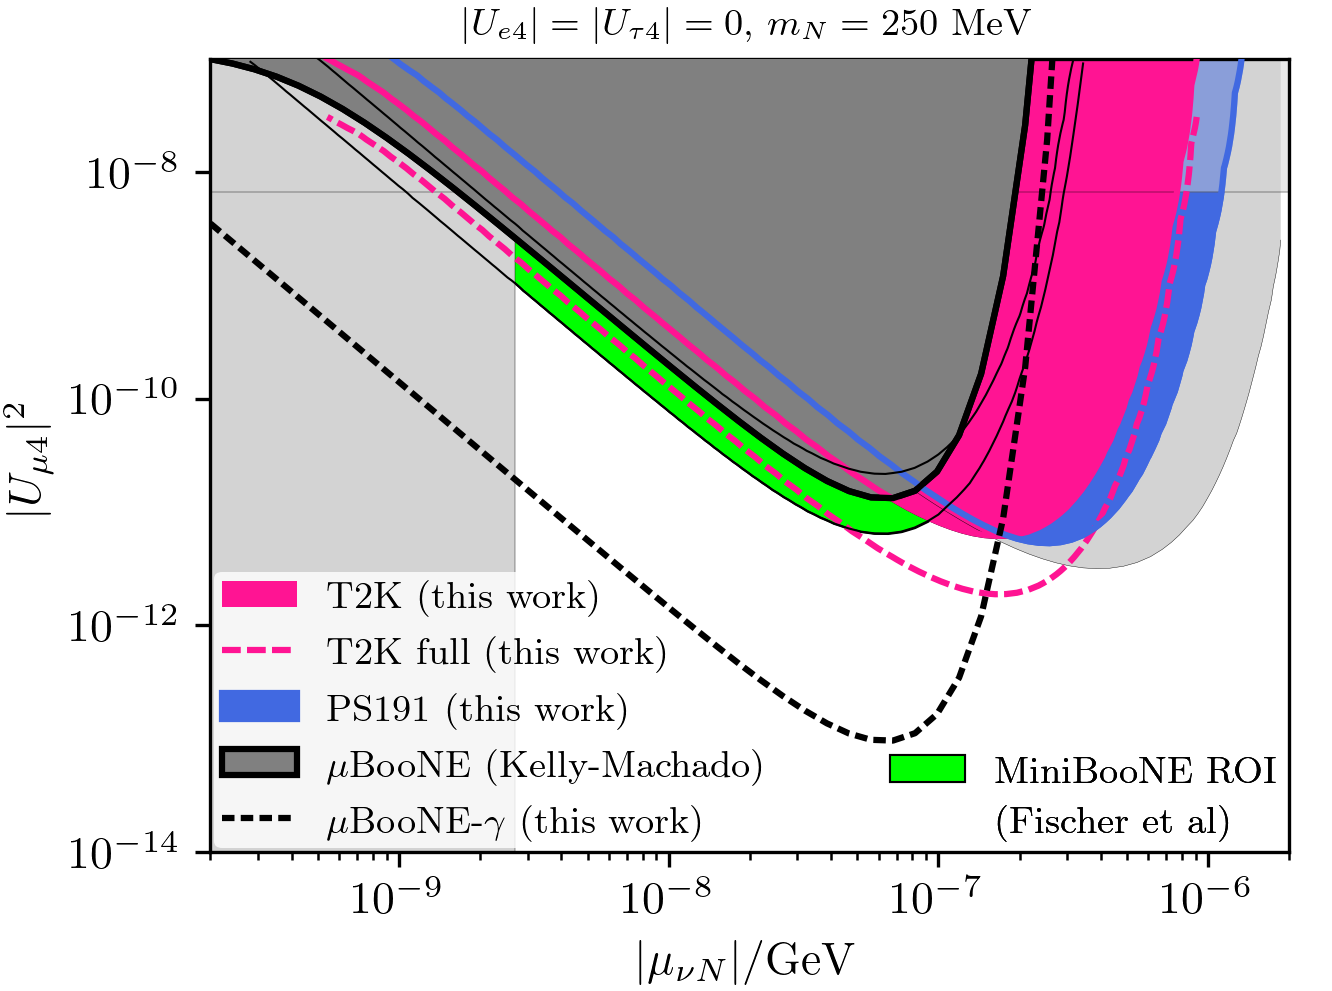 |U_{e4}| = |U_{τ4}| = 0, m_N = 250 MeV
10^{−8}
10^{−10}
10^{−12}
10^{−14}
|U_{μ4}|^2
T2K (this work)
T2K full (this work)
PS191 (this work)
μBooNE (Kelly-Machado)
μBooNE-γ (this work)
MiniBooNE ROI
(Fischer et al)
10^{−9}
10^{−8}
10^{−7}
10^{−6}
|μ_{νN}|/GeV